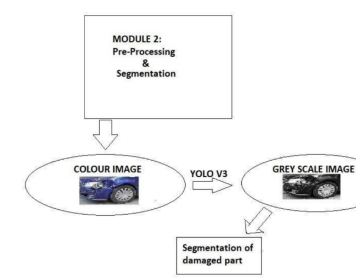 MODULE 2:
Pre-Processing
&
Segmentation
COLOUR IMAGE
YOLO V3
GREY SCALE IMAGE
Segmentation of
damaged part